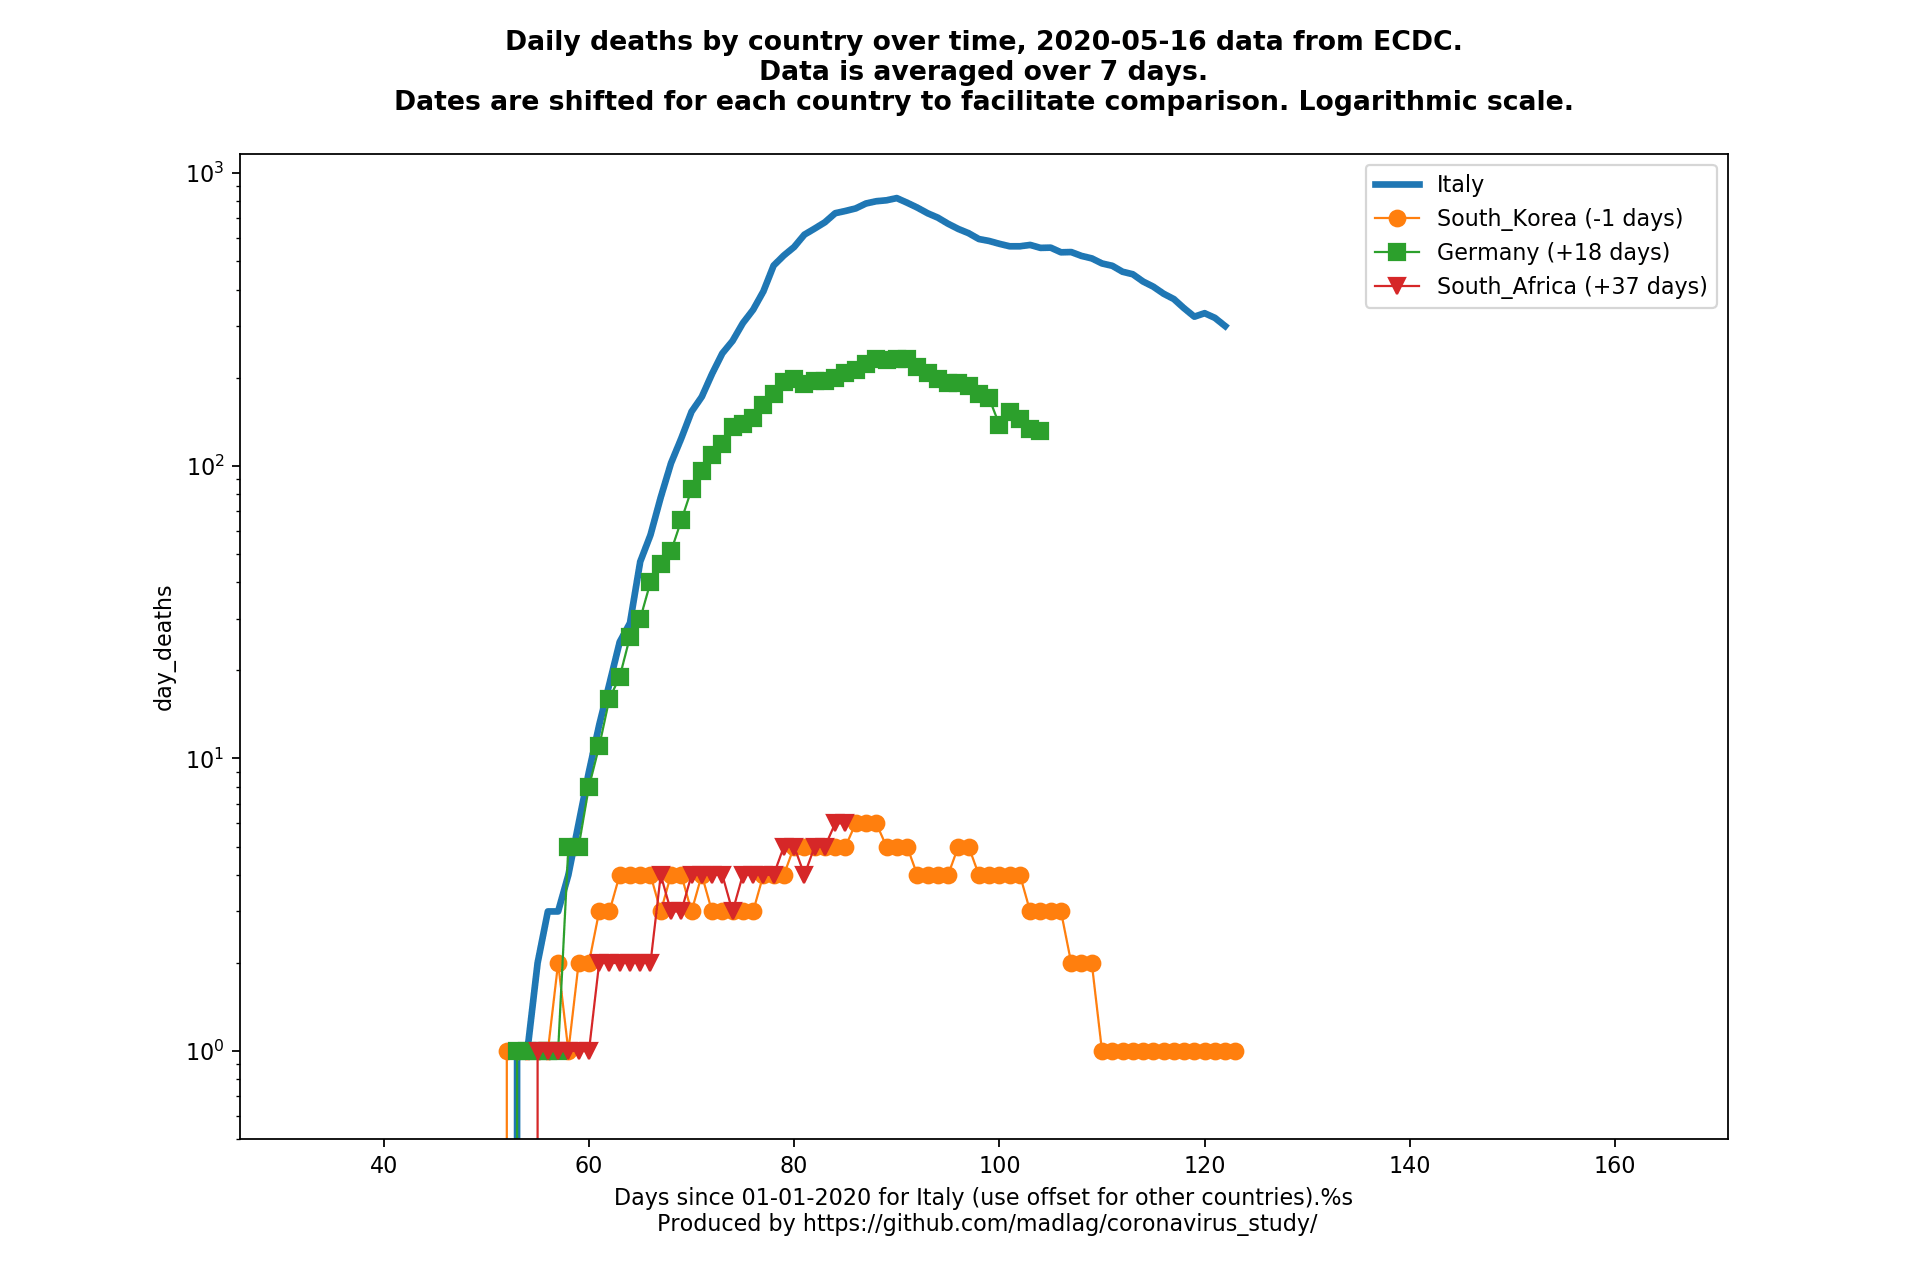 Daily deaths by country over time, 2020-05-16 data from ECDC.
Data is averaged over 7 days.
Dates are shifted for each country to facilitate comparison. Logarithmic scale.
10³
10²
10¹
10⁰
day_deaths
Italy
South_Korea (-1 days)
Germany (+18 days)
South_Africa (+37 days)
40 60 80 100 120 140 160
Days since 01-01-2020 for Italy (use offset for other countries).%s
Produced by https://github.com/madlag/coronavirus_study/